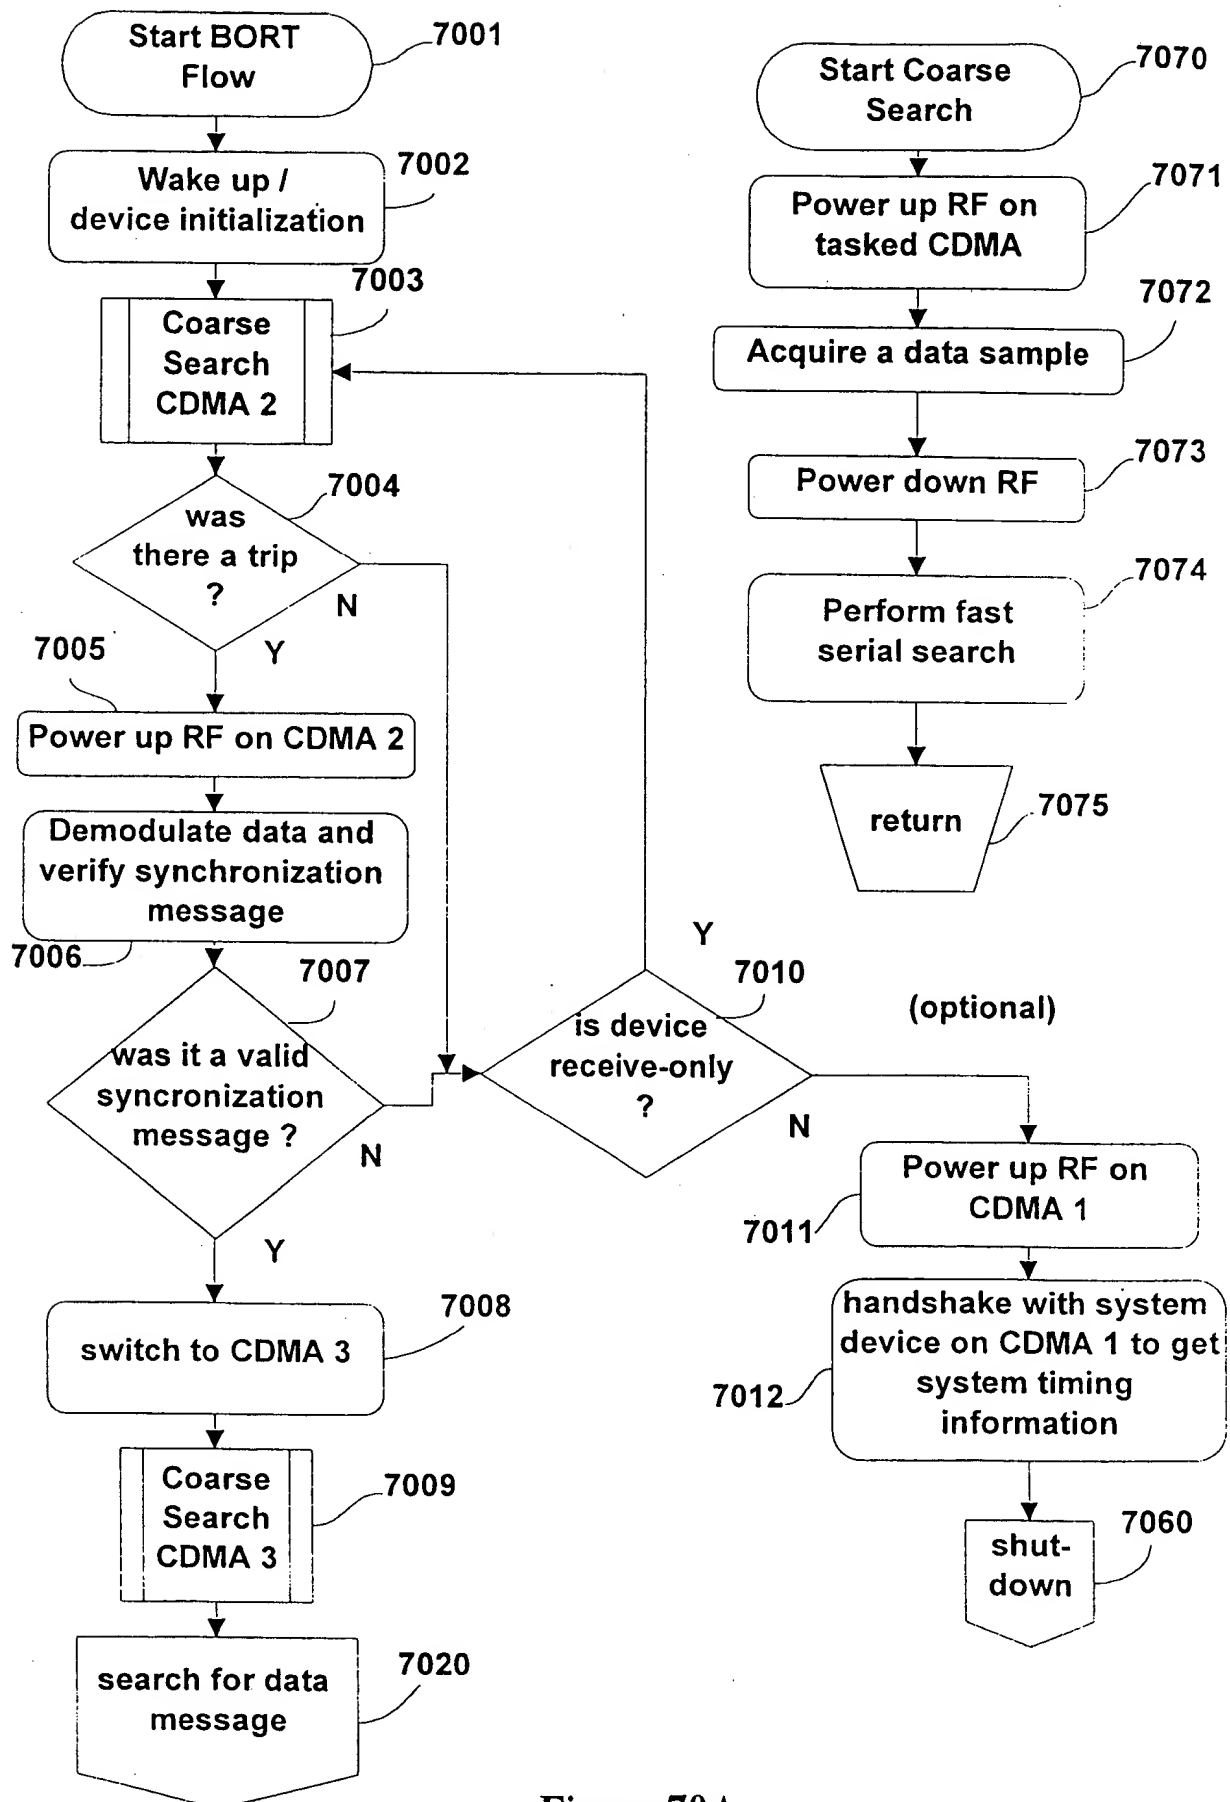 Start BORT
Flow
7001
Wake up /
device initialization
7002
7003
Coarse
Search
CDMA 2
7004
was
there a trip
?
N
Y
7005
Power up RF on CDMA 2
Demodulate data and
verify synchronization
message
7006
7007
was it a valid
syncronization
message ?
N
Y
7008
switch to CDMA 3
Coarse
Search
CDMA 3
7009
search for data
message
7020
Y
7010
is device
receive-only
?
N
(optional)
Power up RF on
CDMA 1
7011
handshake with system
device on CDMA 1 to get
system timing
information
7012
shut-
down
7060
Start Coarse
Search
7070
Power up RF on
tasked CDMA
7071
7072
Acquire a data sample
7073
Power down RF
7074
Perform fast
serial search
return
7075